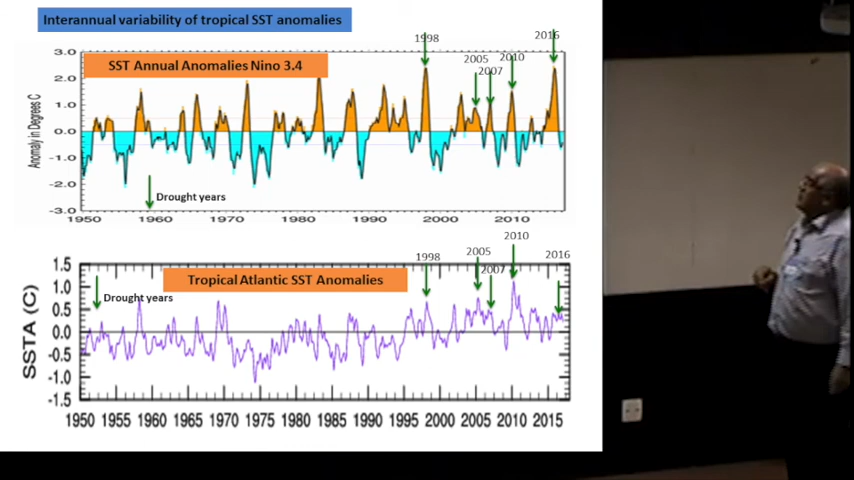 Interannual variability of tropical SST anomalies
SST Annual Anomalies Nino 3.4
1998
2005
2007
2010
2016
Anomaly in Degrees C
3.0
2.0
1.0
0.0
-1.0
-2.0
-3.0
Drought years
1950 1960 1970 1980 1990 2000 2010
Tropical Atlantic SST Anomalies
1998
2005
2007
2010
2016
Drought years
SSTA (C)
1.5
1.0
0.5
0.0
-0.5
-1.0
-1.5
1950 1955 1960 1965 1970 1975 1980 1985 1990 1995 2000 2005 2010 2015